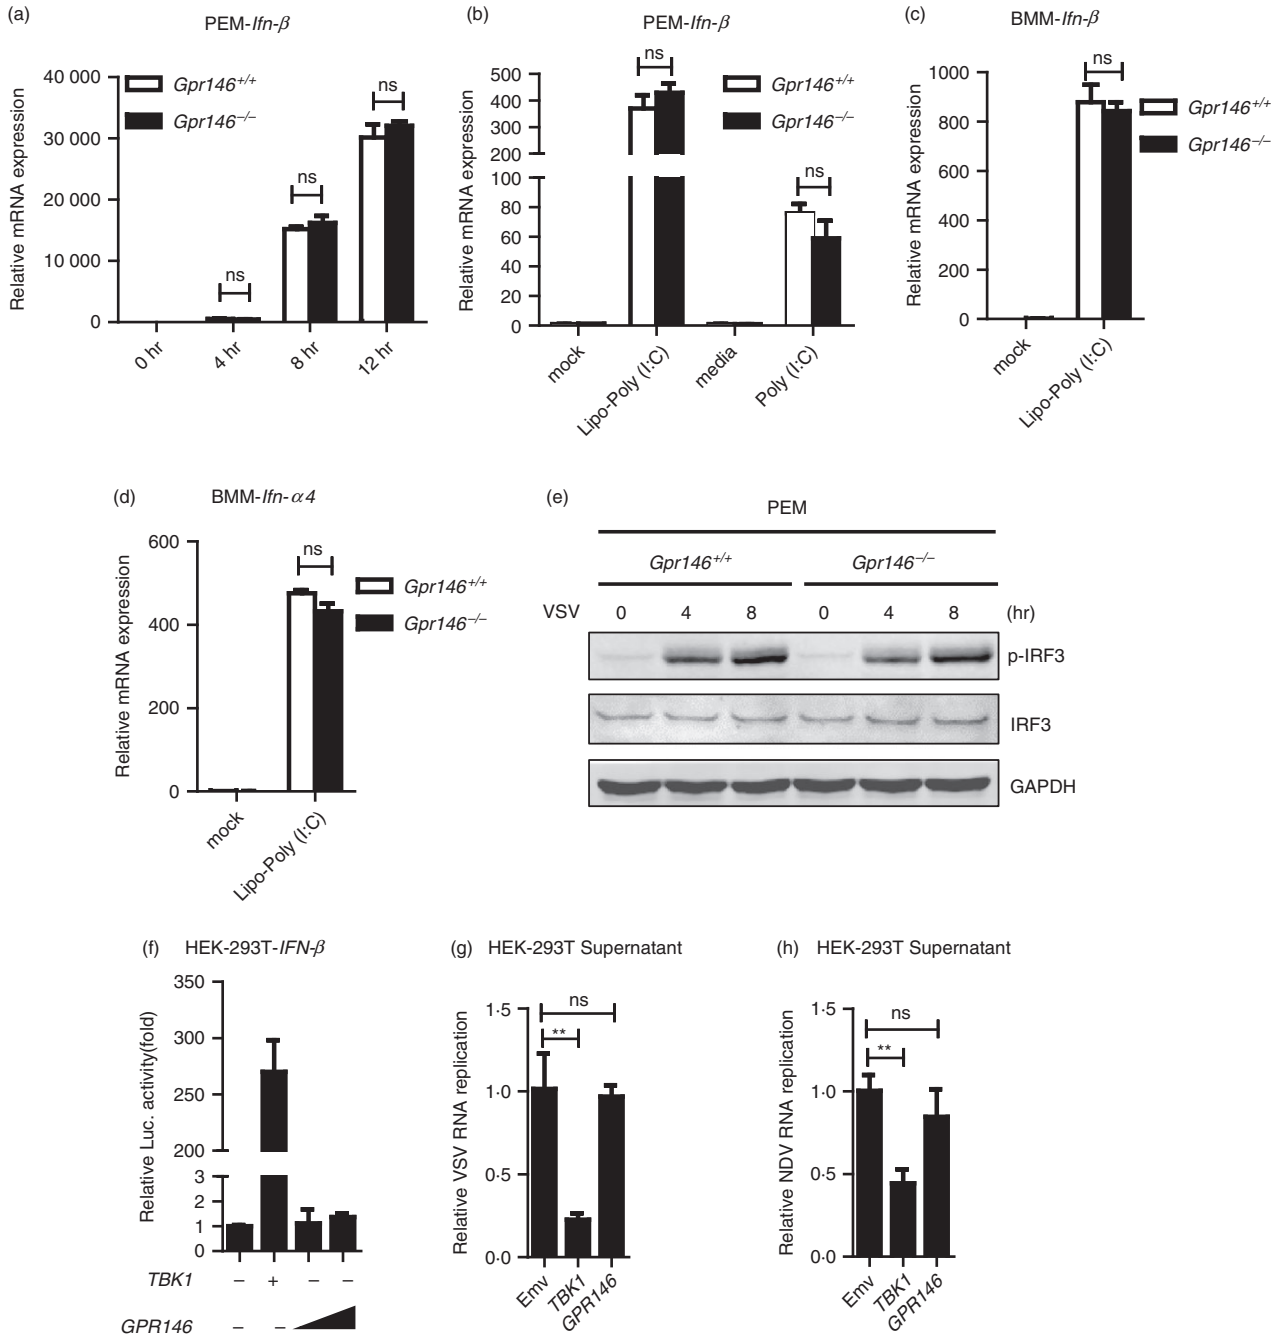 (a)
PEM-Ifn-β
Relative mRNA expression
40 000
30 000
20 000
10 000
0
Gpr146+/+
Gpr146−/−
ns
ns
ns
0 hr
4 hr
8 hr
12 hr
(b)
PEM-Ifn-β
Relative mRNA expression
500
400
300
200
100
80
60
40
20
0
ns
ns
Gpr146+/+
Gpr146−/−
mock
Lipo-Poly (I:C)
media
Poly (I:C)
(c)
BMM-Ifn-β
Relative mRNA expression
1000
800
600
400
200
0
ns
Gpr146+/+
Gpr146−/−
mock
Lipo-Poly (I:C)
(d)
BMM-Ifn-α4
Relative mRNA expression
600
400
200
0
ns
Gpr146+/+
Gpr146−/−
mock
Lipo-Poly (I:C)
(e)
PEM
Gpr146+/+ Gpr146−/−
VSV 0 4 8 0 4 8 (hr)
p-IRF3
IRF3
GAPDH
(f) HEK-293T-IFN-β
Relative Luc. activity(fold)
350
300
250
200
3
2
1
0
TBK1 − + − −
GPR146 − −
(g) HEK-293T Supernatant
Relative VSV RNA replication
1·5
1·0
0·5
0·0
ns
**
Emv
TBK1
GPR146
(h) HEK-293T Supernatant
Relative NDV RNA replication
1·5
1·0
0·5
0·0
ns
**
Emv
TBK1
GPR146